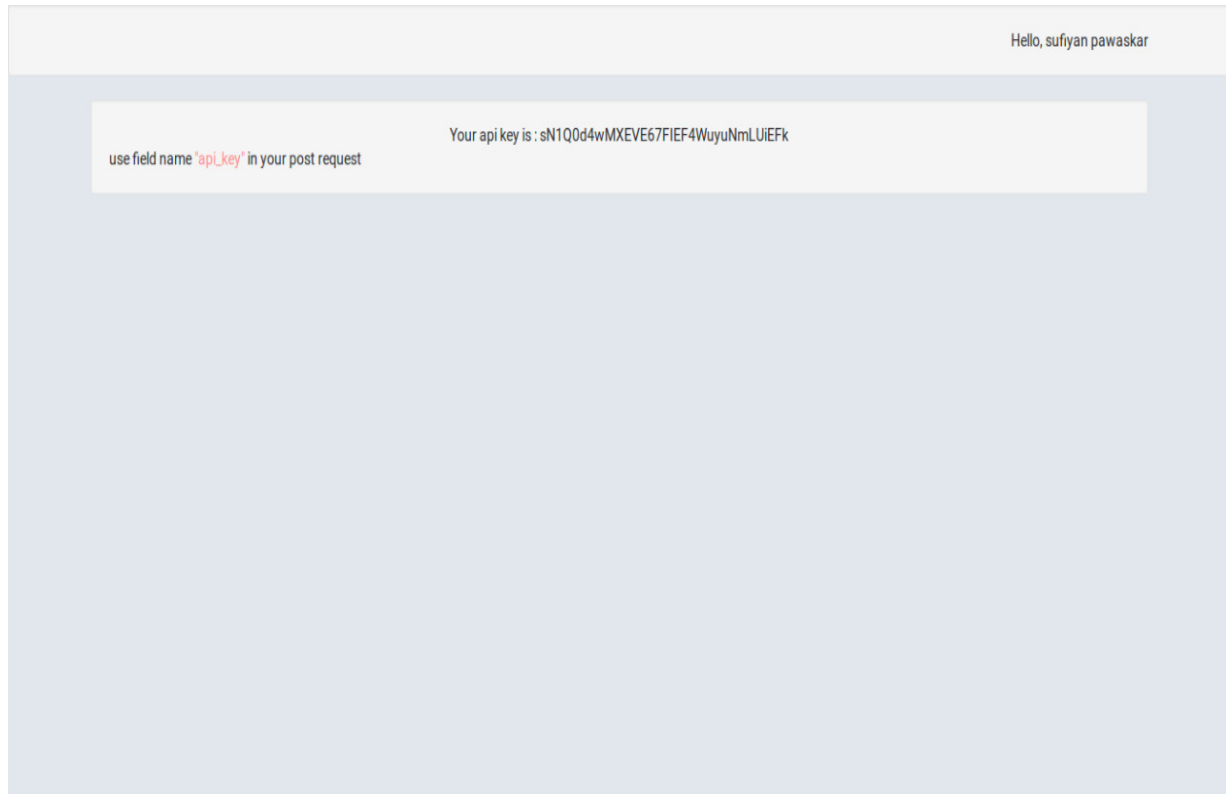 Hello, sufiyan pawaskar
Your api key is : sN1Q0d4wMXEVE67FIEF4WuyuNmLUiEFk
use field name "api_key" in your post request